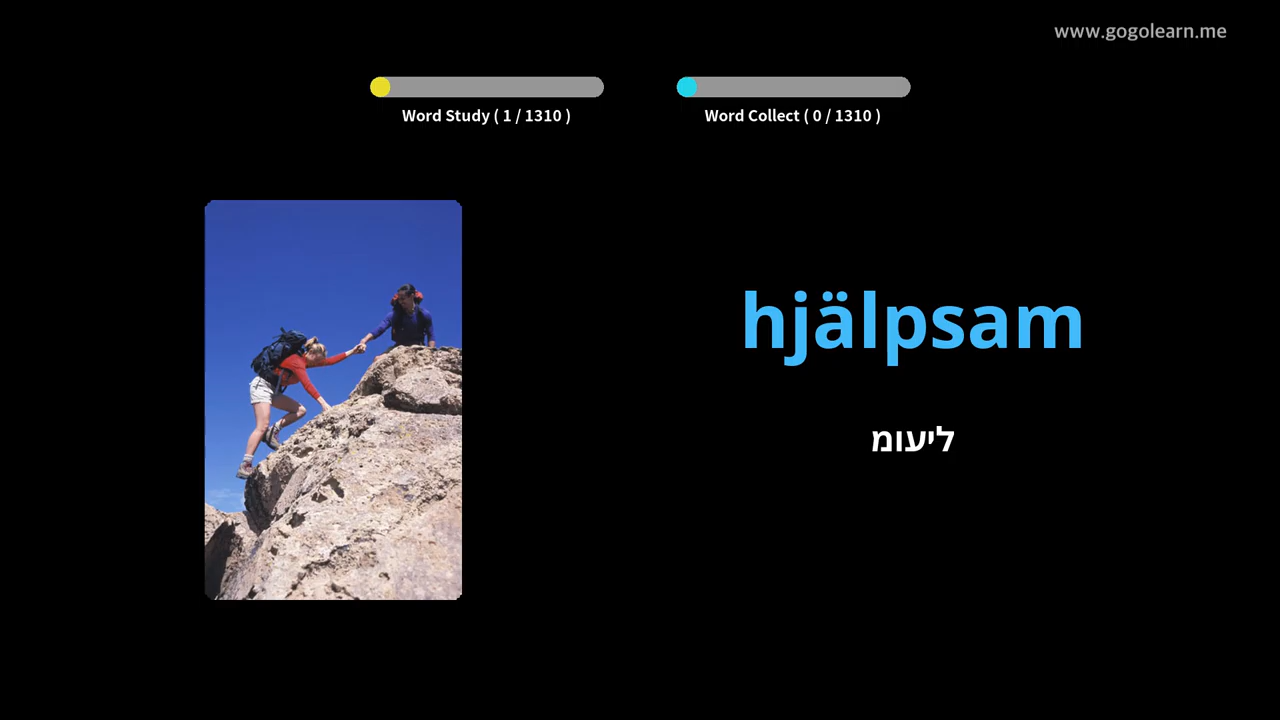 www.gogolearn.me
Word Study ( 1 / 1310 )
Word Collect ( 0 / 1310 )
hjälpsam
ליעומ